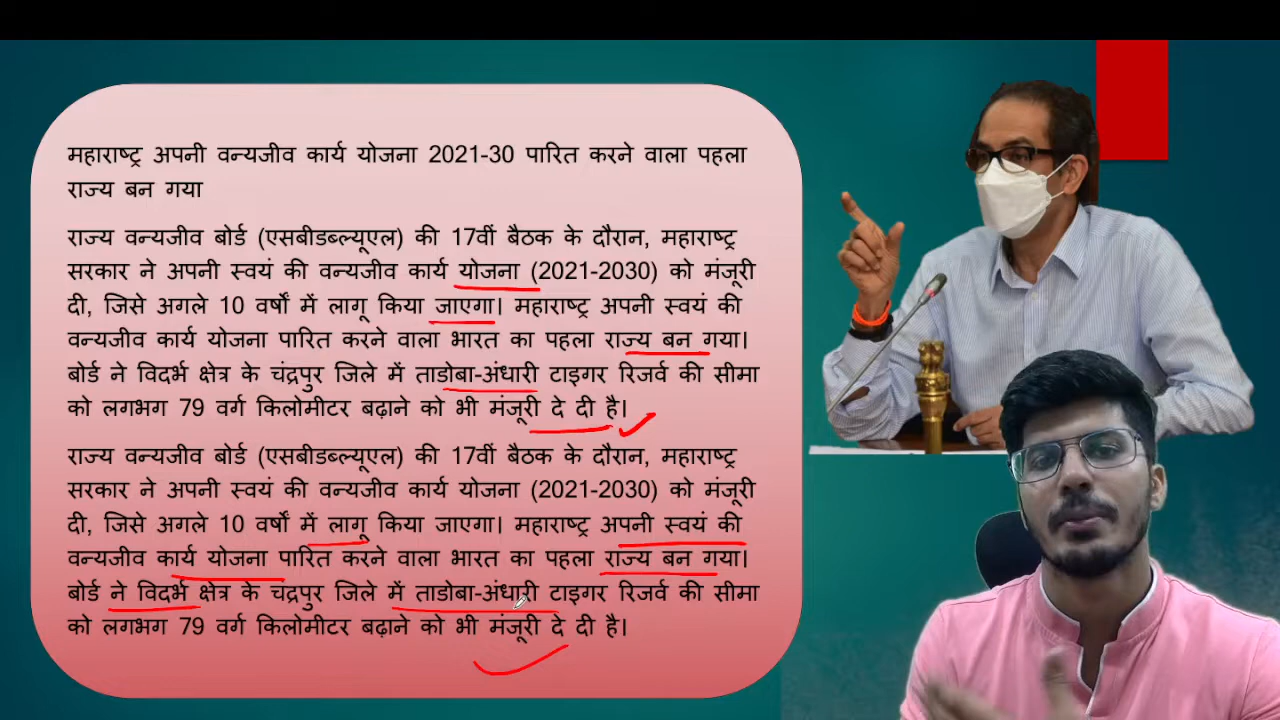 महाराष्ट्र अपनी वन्यजीव कार्य योजना 2021-30 पारित करने वाला पहला
राज्य बन गया
राज्य वन्यजीव बोर्ड (एसबीडब्ल्यूएल) की 17वीं बैठक के दौरान, महाराष्ट्र
सरकार ने अपनी स्वयं की वन्यजीव कार्य योजना (2021-2030) को मंजूरी
दी, जिसे अगले 10 वर्षों में लागू किया जाएगा। महाराष्ट्र अपनी स्वयं की
वन्यजीव कार्य योजना पारित करने वाला भारत का पहला राज्य बन गया।
बोर्ड ने विदर्भ क्षेत्र के चंद्रपुर जिले में ताडोबा-अंधारी टाइगर रिजर्व की सीमा
को लगभग 79 वर्ग किलोमीटर बढ़ाने को भी मंजूरी दे दी है।
राज्य वन्यजीव बोर्ड (एसबीडब्ल्यूएल) की 17वीं बैठक के दौरान, महाराष्ट्र
सरकार ने अपनी स्वयं की वन्यजीव कार्य योजना (2021-2030) को मंजूरी
दी, जिसे अगले 10 वर्षों में लागू किया जाएगा। महाराष्ट्र अपनी स्वयं की
वन्यजीव कार्य योजना पारित करने वाला भारत का पहला राज्य बन गया।
बोर्ड ने विदर्भ क्षेत्र के चंद्रपुर जिले में ताडोबा-अंधारी टाइगर रिजर्व की सीमा
को लगभग 79 वर्ग किलोमीटर बढ़ाने को भी मंजूरी दे दी है।